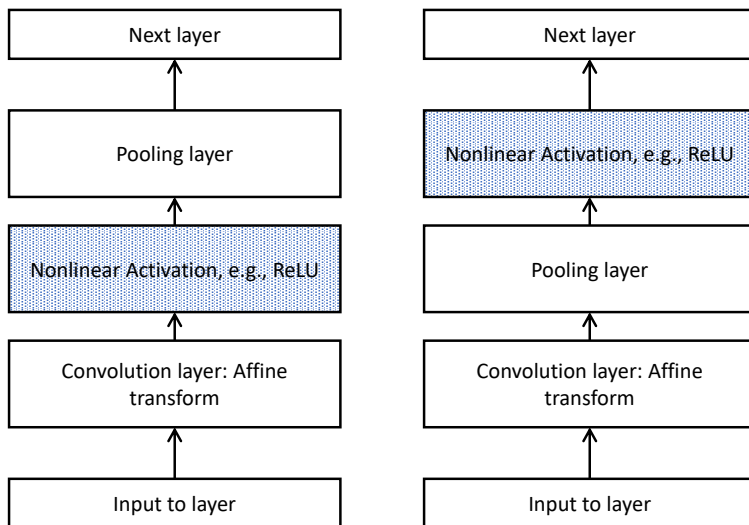 Next layer
Pooling layer
Nonlinear Activation, e.g., ReLU
Convolution layer: Affine
transform
Input to layer
Next layer
Nonlinear Activation, e.g., ReLU
Pooling layer
Convolution layer: Affine
transform
Input to layer